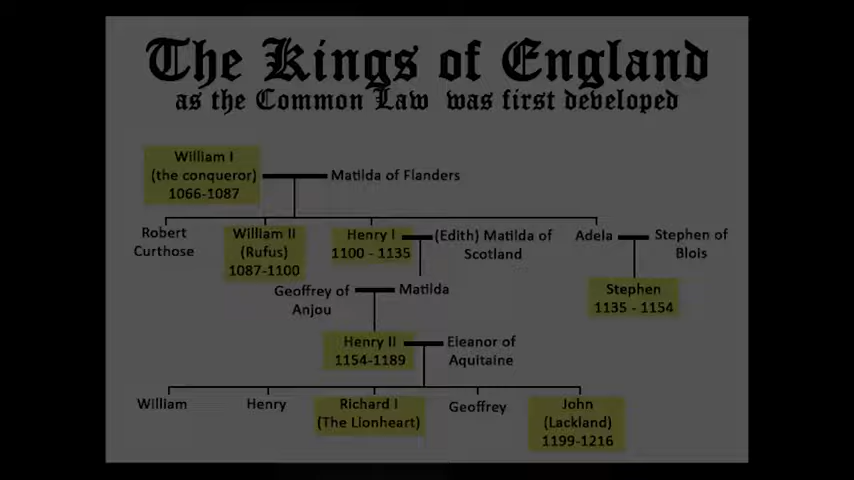 The Kings of England
as the Common Law was first developed
William I
(the conqueror)
1066-1087
Matilda of Flanders
Robert
Curthose
William II
(Rufus)
1087-1100
Henry I
1100 - 1135
(Edith) Matilda of
Scotland
Adela
Stephen of
Blois
Geoffrey of
Anjou
Matilda
Stephen
1135 - 1154
Henry II
1154-1189
Eleanor of
Aquitaine
William
Henry
Richard I
(The Lionheart)
Geoffrey
John
(Lackland)
1199-1216